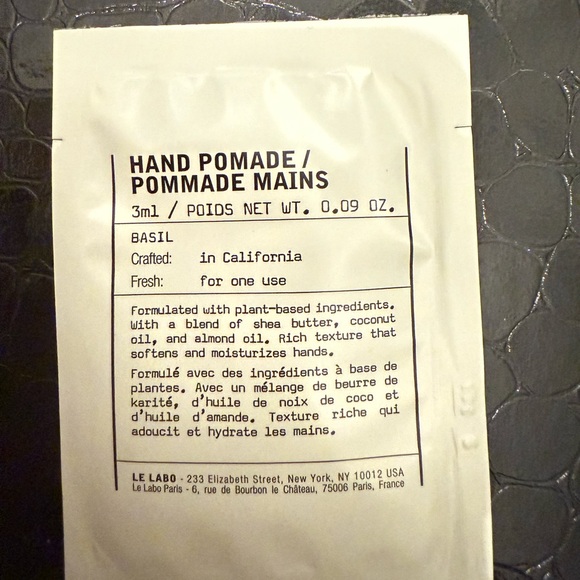 HAND POMADE /
POMMADE MAINS
3ml / POIDS NET WT. 0.09 OZ.
BASIL
Crafted: in California
Fresh: for one use
Formulated with plant-based ingredients.
With a blend of shea butter, coconut
oil, and almond oil. Rich texture that
softens and moisturizes hands.
Formulé avec des ingrédients à base de
plantes. Avec un mélange de beurre de
karité, d'huile de noix de coco et
d'huile d'amande. Texture riche qui
adoucit et hydrate les mains.
LE LABO - 233 Elizabeth Street, New York, NY 10012 USA
Le Labo Paris - 6, rue de Bourbon le Château, 75006 Paris, France